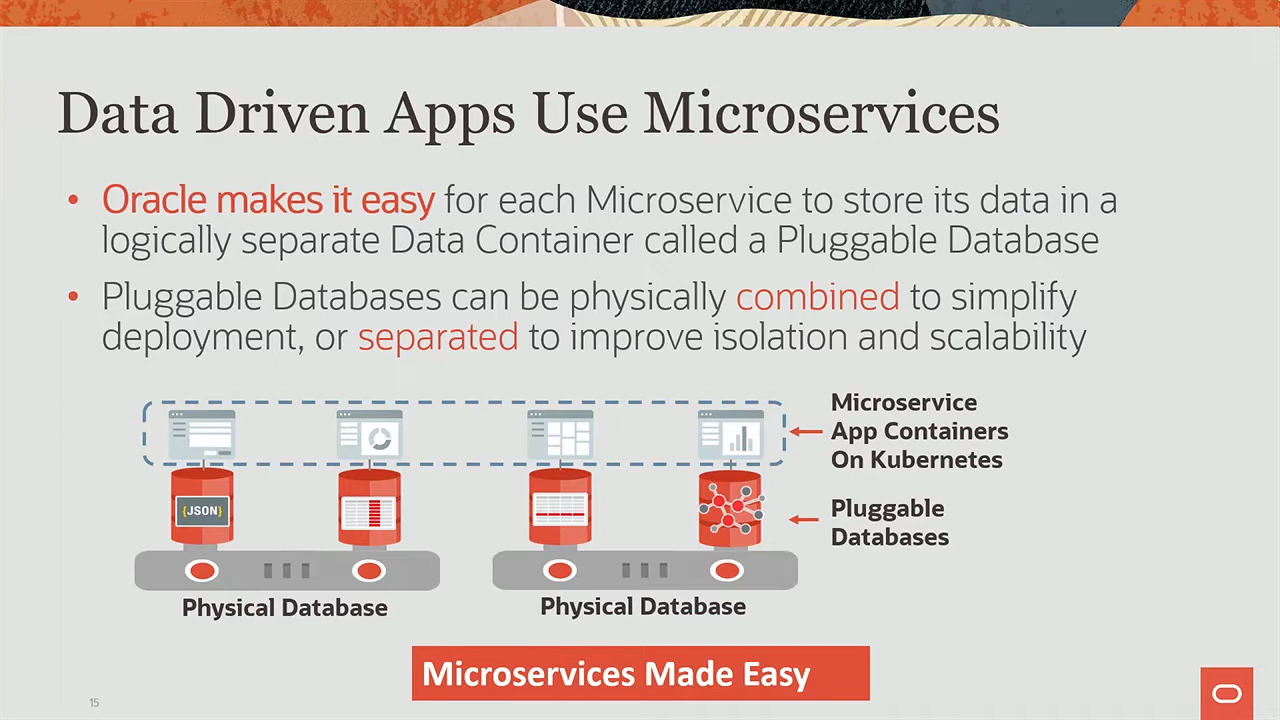 Data Driven Apps Use Microservices
• Oracle makes it easy for each Microservice to store its data in a
logically separate Data Container called a Pluggable Database
• Pluggable Databases can be physically combined to simplify
deployment, or separated to improve isolation and scalability
Microservice
App Containers
On Kubernetes
{JSON}
Pluggable
Databases
Physical Database
Physical Database
Microservices Made Easy
15